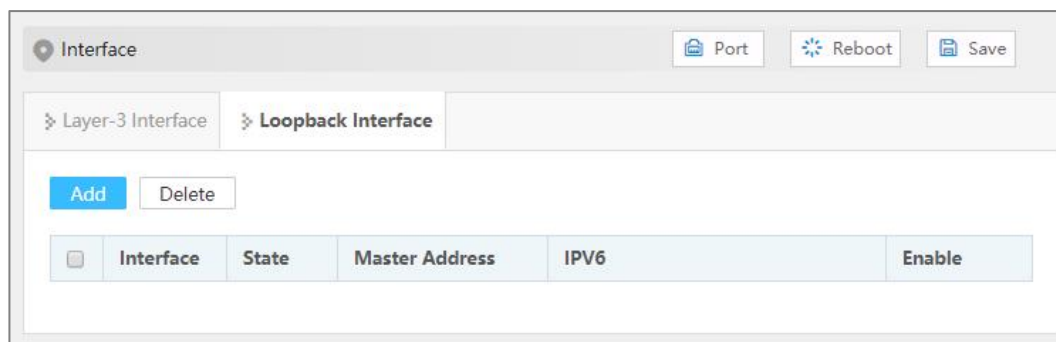 Interface Port Reboot Save
Layer-3 Interface Loopback Interface
Add Delete
Interface State Master Address IPV6 Enable